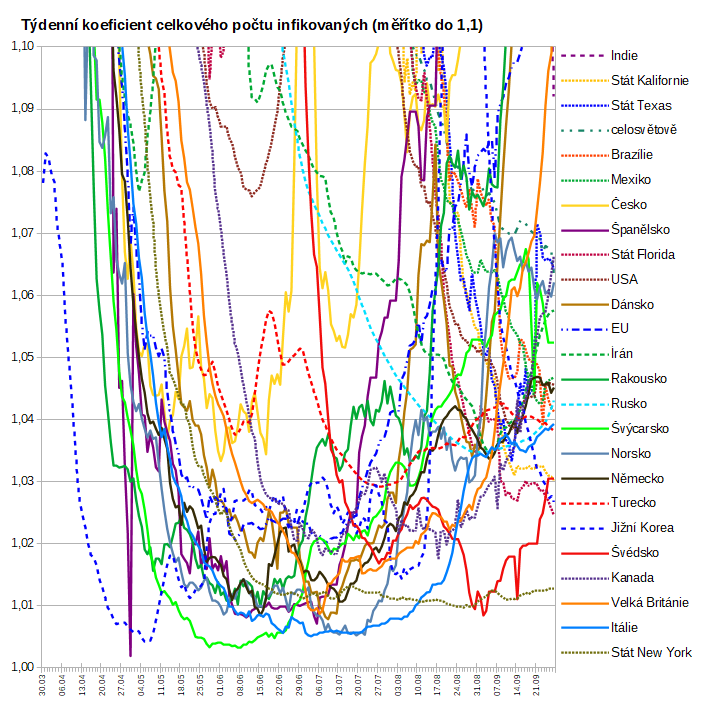 Týdenní koeficient celkového počtu infikovaných (měřítko do 1,1)
1,10
1,09
1,08
1,07
1,06
1,05
1,04
1,03
1,02
1,01
1,00
30.03
06.04
13.04
20.04
27.04
04.05
11.05
18.05
25.05
01.06
08.06
15.06
22.06
29.06
06.07
13.07
20.07
27.07
03.08
10.08
17.08
24.08
31.08
07.09
14.09
21.09
Indie
Stát Kalifornie
Stát Texas
celosvětově
Brazílie
Mexiko
Česko
Španělsko
Stát Florida
USA
Dánsko
EU
Írán
Rakousko
Rusko
Švýcarsko
Norsko
Německo
Turecko
Jižní Korea
Švédsko
Kanada
Velká Británie
Itálie
Stát New York